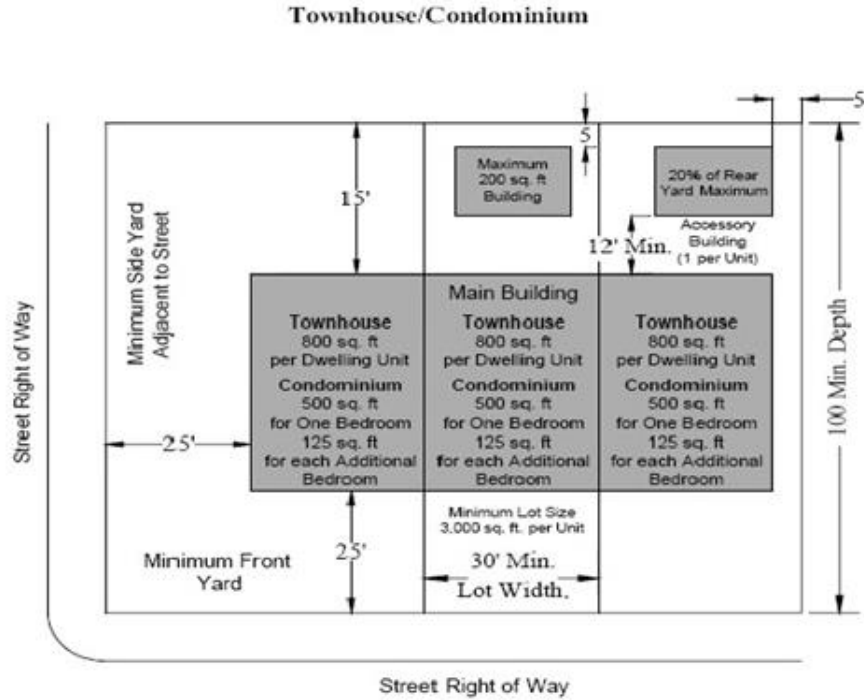 Townhouse/Condominium
5
5
Maximum
200 sq. ft
Building
20% of Rear
Yard Maximum
15'
12' Min.
Accessory
Building
(1 per Unit)
Minimum Side Yard
Adjacent to Street
Street Right of Way
Main Building
Townhouse
800 sq. ft
per Dwelling Unit
Condominium
500 sq. ft
for One Bedroom
125 sq. ft
for each Additional
Bedroom
Townhouse
800 sq. ft
per Dwelling Unit
Condominium
500 sq. ft
for One Bedroom
125 sq. ft
for each Additional
Bedroom
Townhouse
800 sq. ft
per Dwelling Unit
Condominium
500 sq. ft
for One Bedroom
125 sq. ft
for each Additional
Bedroom
100 Min. Depth
25'
Minimum Lot Size
3,000 sq. ft. per Unit
25'
Minimum Front
Yard
30' Min.
Lot Width.
Street Right of Way